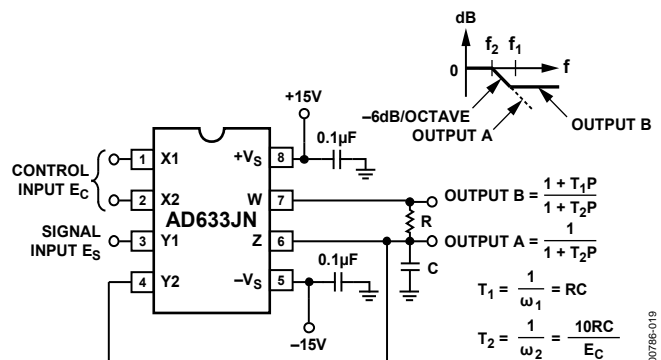 dB
f2 f1
0
f
–6dB/OCTAVE
OUTPUT A
OUTPUT B
+15V
0.1µF
CONTROL
INPUT EC
SIGNAL
INPUT ES
1 X1
2 X2
3 Y1
4 Y2
+VS 8
W 7
Z 6
–VS 5
AD633JN
R
C
0.1µF
–15V
OUTPUT B = 1 + T1P / 1 + T2P
OUTPUT A = 1 / 1 + T2P
T1 = 1 / ω1 = RC
T2 = 1 / ω2 = 10RC / EC
00786-019